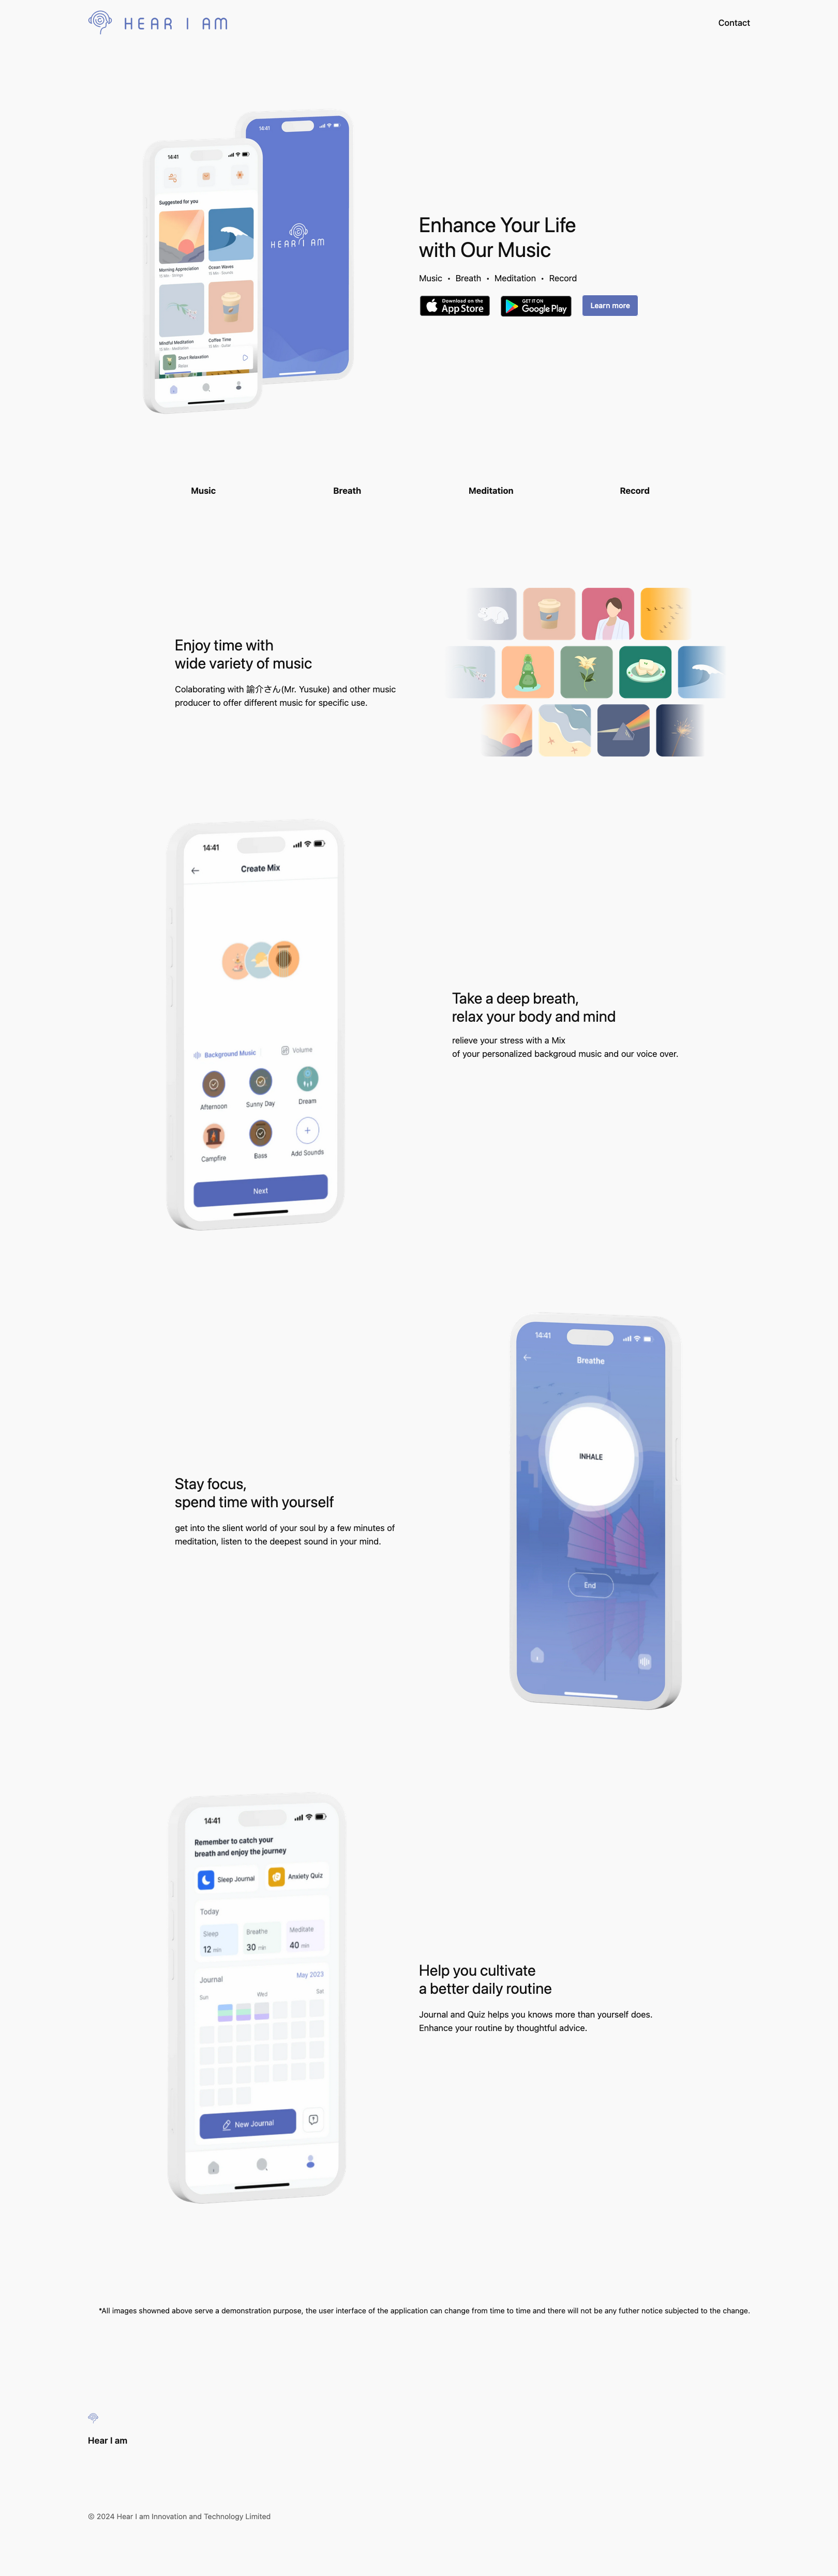 HEAR I AM
Contact
14:41
14:41
Suggested for you
Morning Appreciation
Ocean Waves
Mindful Meditation
Coffee Time
Short Relaxation
Relax
HEAR I AM
Enhance Your Life
with Our Music
Music • Breath • Meditation • Record
Download on the
App Store
GET IT ON
Google Play
Learn more
Music
Breath
Meditation
Record
Enjoy time with
wide variety of music
Colaborating with 諭介さん(Mr. Yusuke) and other music
producer to offer different music for specific use.
14:41
Create Mix
Background Music
Volume
Afternoon
Sunny Day
Dream
Campfire
Bass
Add Sounds
Next
Take a deep breath,
relax your body and mind
relieve your stress with a Mix
of your personalized backgroud music and our voice over.
14:41
Breathe
INHALE
End
Stay focus,
spend time with yourself
get into the slient world of your soul by a few minutes of
meditation, listen to the deepest sound in your mind.
14:41
Remember to catch your
breath and enjoy the journey
Sleep Journal
Anxiety Quiz
Today
Sleep
Breathe
Meditate
12 min
30 min
40 min
Journal
May 2023
Sun
Wed
Sat
New Journal
Help you cultivate
a better daily routine
Journal and Quiz helps you knows more than yourself does.
Enhance your routine by thoughtful advice.
*All images showned above serve a demonstration purpose, the user interface of the application can change from time to time and there will not be any futher notice subjected to the change.
Hear I am
© 2024 Hear I am Innovation and Technology Limited